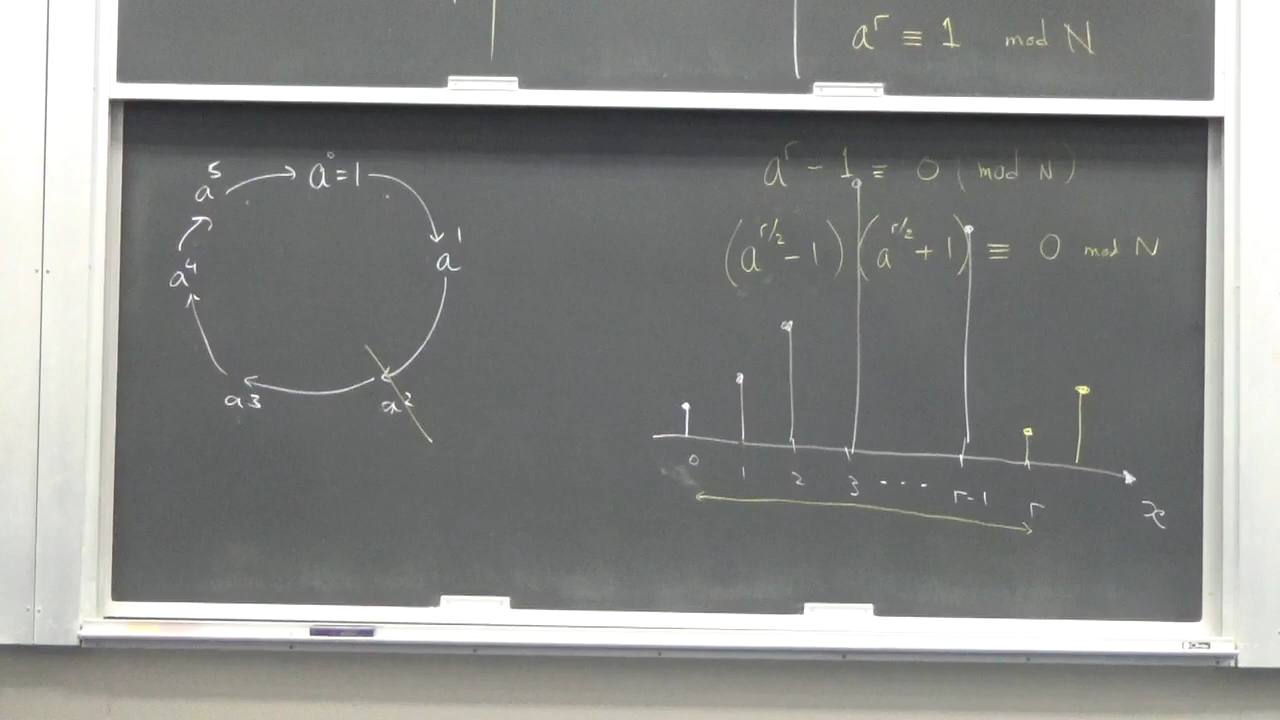 a^r ≡ 1 mod N
a^r - 1 ≡ 0 (mod N)
(a^{r/2} - 1)(a^{r/2} + 1) ≡ 0 mod N
a^0 = 1
a^1
a^2
a^3
a^4
a^5
0 1 2 3 ... r-1 r
x